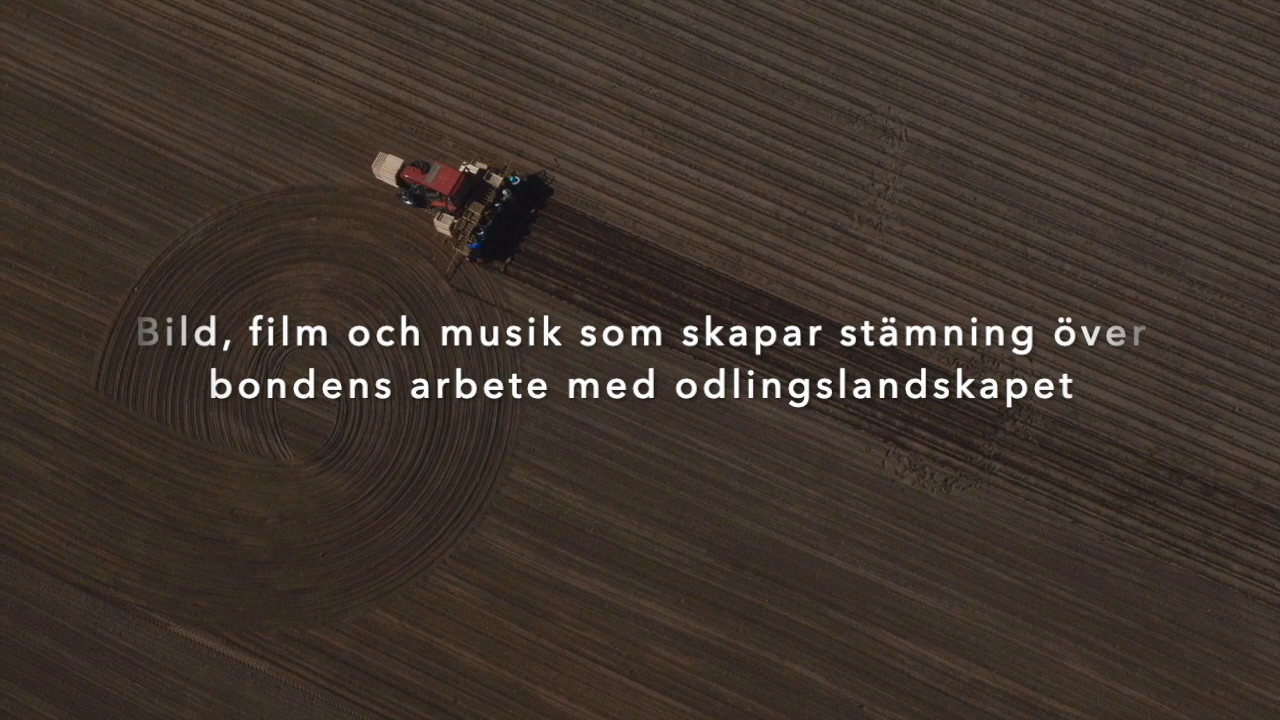 Bild, film och musik som skapar stämning över
bondens arbete med odlingslandskapet